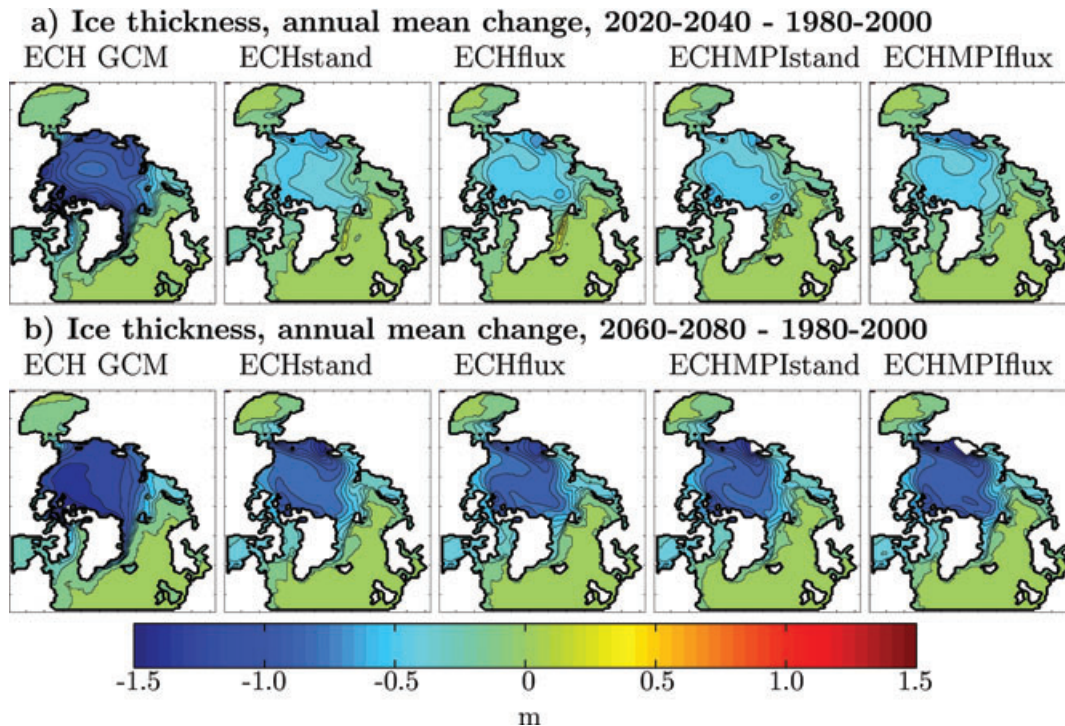 a) Ice thickness, annual mean change, 2020-2040 - 1980-2000
ECH GCM ECHstand ECHflux ECHMPIstand ECHMPIflux
b) Ice thickness, annual mean change, 2060-2080 - 1980-2000
ECH GCM ECHstand ECHflux ECHMPIstand ECHMPIflux
-1.5 -1.0 -0.5 0 0.5 1.0 1.5
m